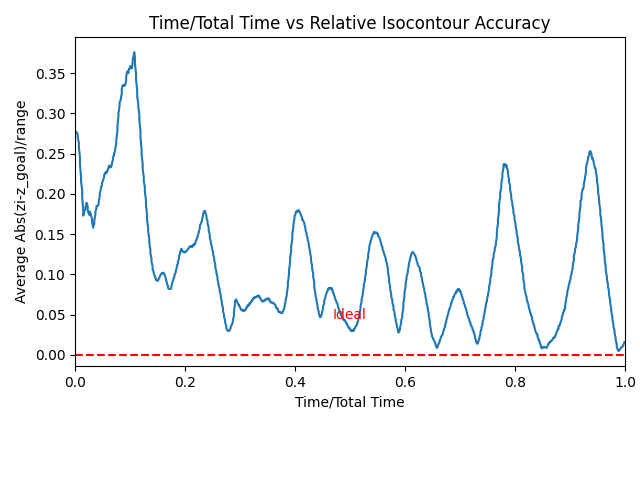 Time/Total Time vs Relative Isocontour Accuracy
Average Abs(zi-z_goal)/range
0.35
0.30
0.25
0.20
0.15
0.10
0.05
0.00
Ideal
0.0 0.2 0.4 0.6 0.8 1.0
Time/Total Time